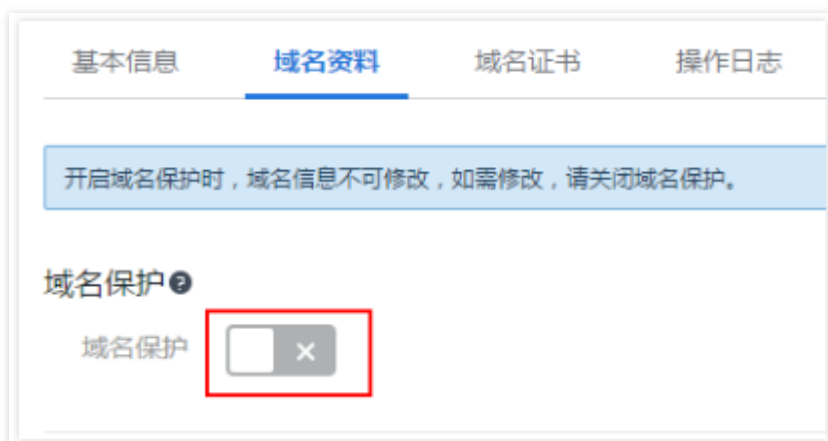 基本信息 域名资料 域名证书 操作日志
开启域名保护时，域名信息不可修改，如需修改，请关闭域名保护。
域名保护?
域名保护